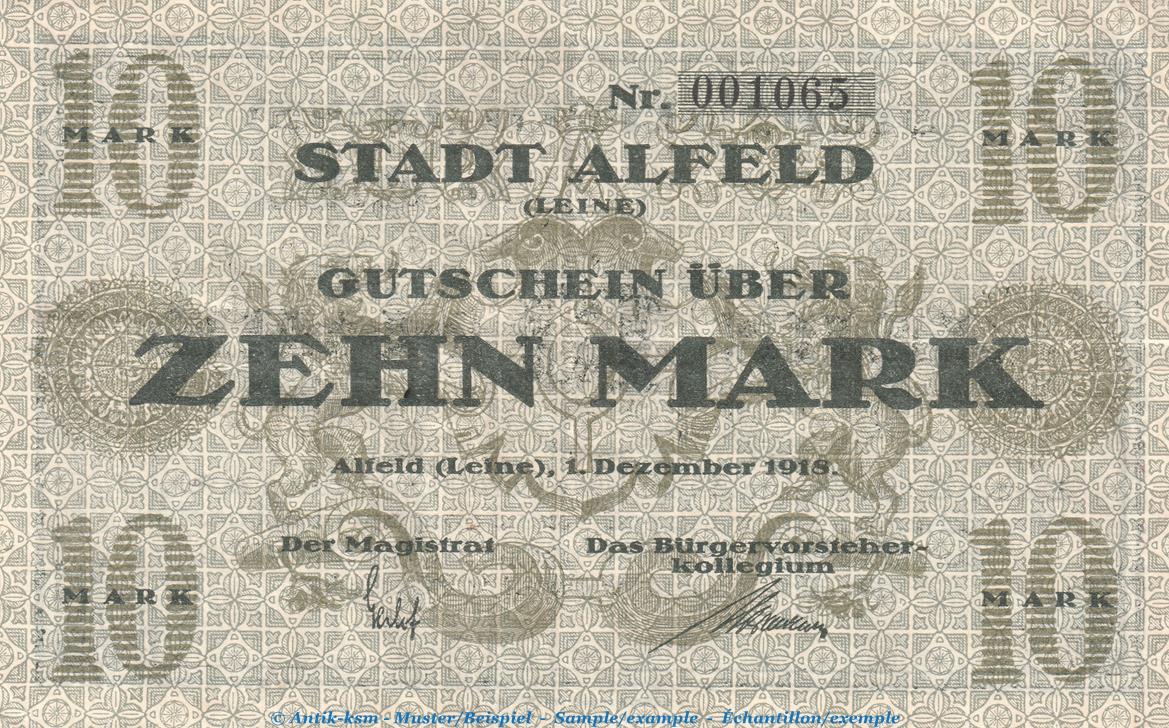 10 10
MARK MARK
Nr. 001065
STADT ALFELD
(LEINE)
GUTSCHEIN ÜBER
ZEHN MARK
Alfeld (Leine), 1. Dezember 1918.
Der Magistrat
Das Bürgervorsteher-
kollegium
10 10
MARK MARK
© Antik-ksm - Muster/Beispiel - Sample/example - Échantillon/exemple